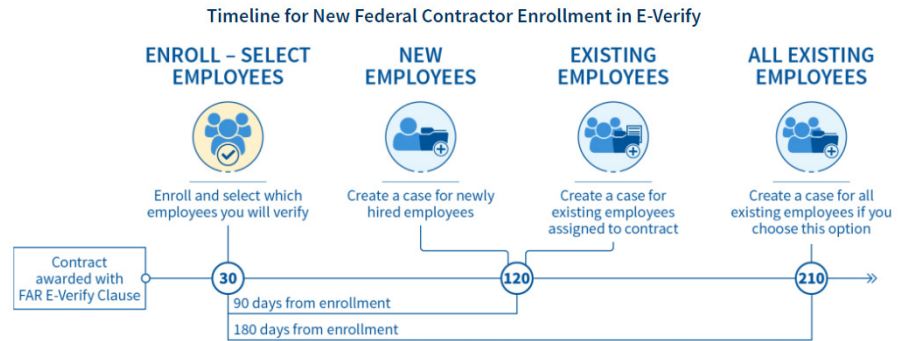 Timeline for New Federal Contractor Enrollment in E-Verify
ENROLL – SELECT
EMPLOYEES
Enroll and select which
employees you will verify
NEW
EMPLOYEES
Create a case for newly
hired employees
EXISTING
EMPLOYEES
Create a case for
existing employees
assigned to contract
ALL EXISTING
EMPLOYEES
Create a case for all
existing employees if you
choose this option
Contract
awarded with
FAR E-Verify Clause
30
120
210
90 days from enrollment
180 days from enrollment